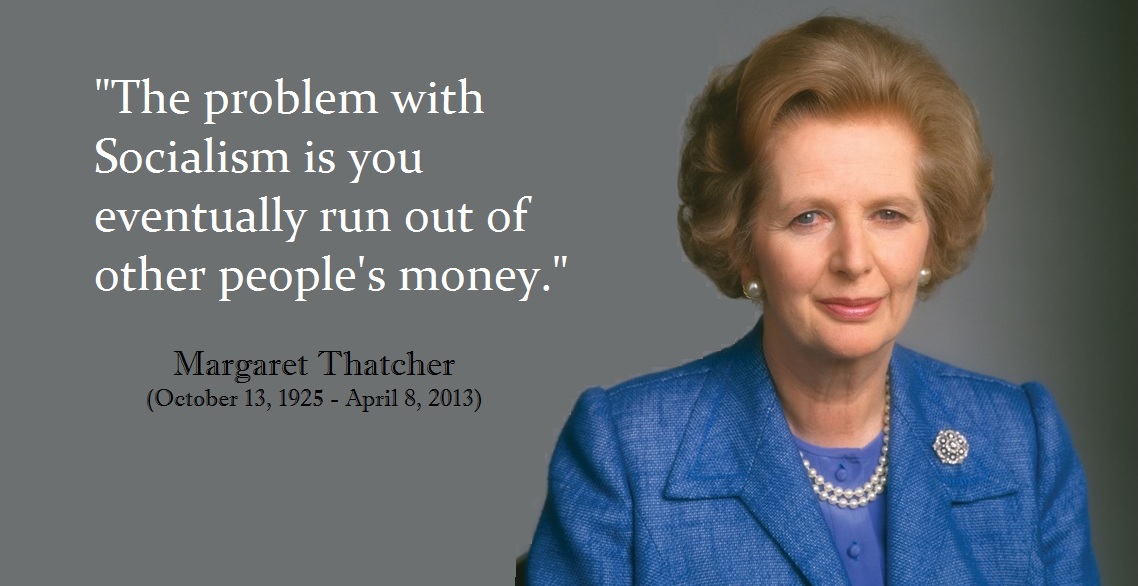 "The problem with
Socialism is you
eventually run out of
other people's money."
Margaret Thatcher
(October 13, 1925 - April 8, 2013)